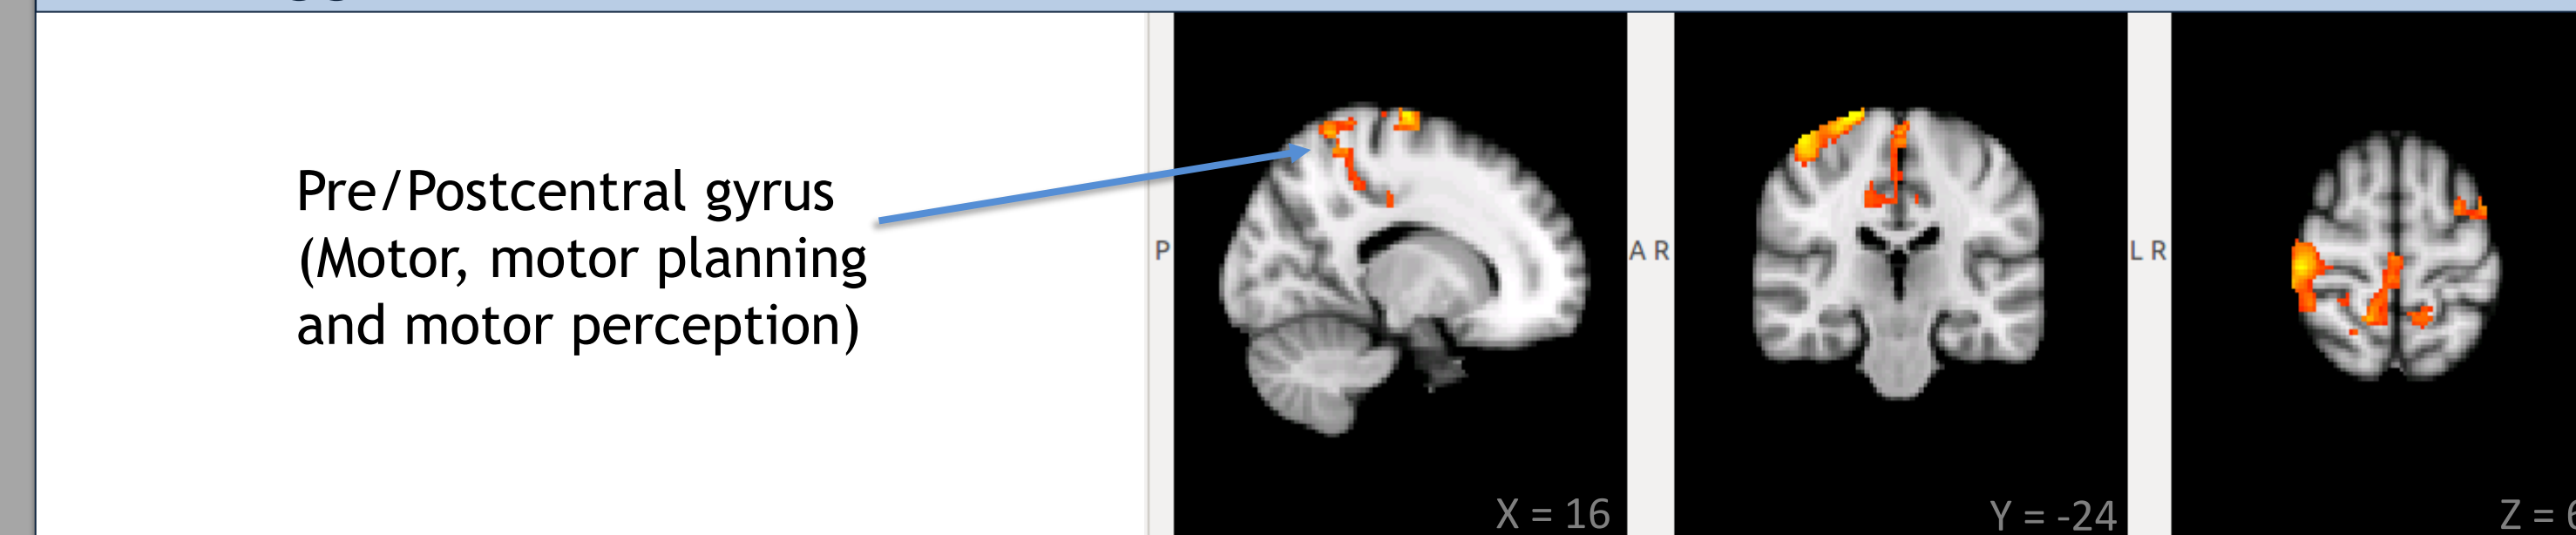 Pre/Postcentral gyrus
(Motor, motor planning
and motor perception)
P
A R
L R
X = 16
Y = -24
Z =